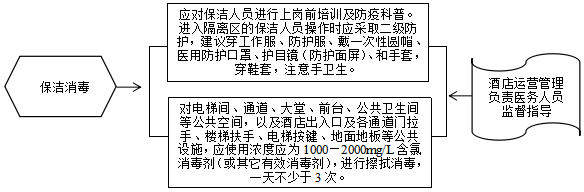 保洁消毒
应对保洁人员进行上岗前培训及防疫科普。
进入隔离区的保洁人员操作时应采取二级防
护，建议穿工作服、防护服、戴一次性圆帽、
医用防护口罩、护目镜（防护面屏）、和手套，
穿鞋套，注意手卫生。
对电梯间、通道、大堂、前台、公共卫生间
等公共空间，以及酒店出入口及各通道门拉
手、楼梯扶手、电梯按键、地面地板等公共
设施，应使用浓度应为1000－2000mg/L 含氯
消毒剂（或其它有效消毒剂），进行擦拭消毒，
一天不少于 3 次。
酒店运营管理
负责医务人员
监督指导